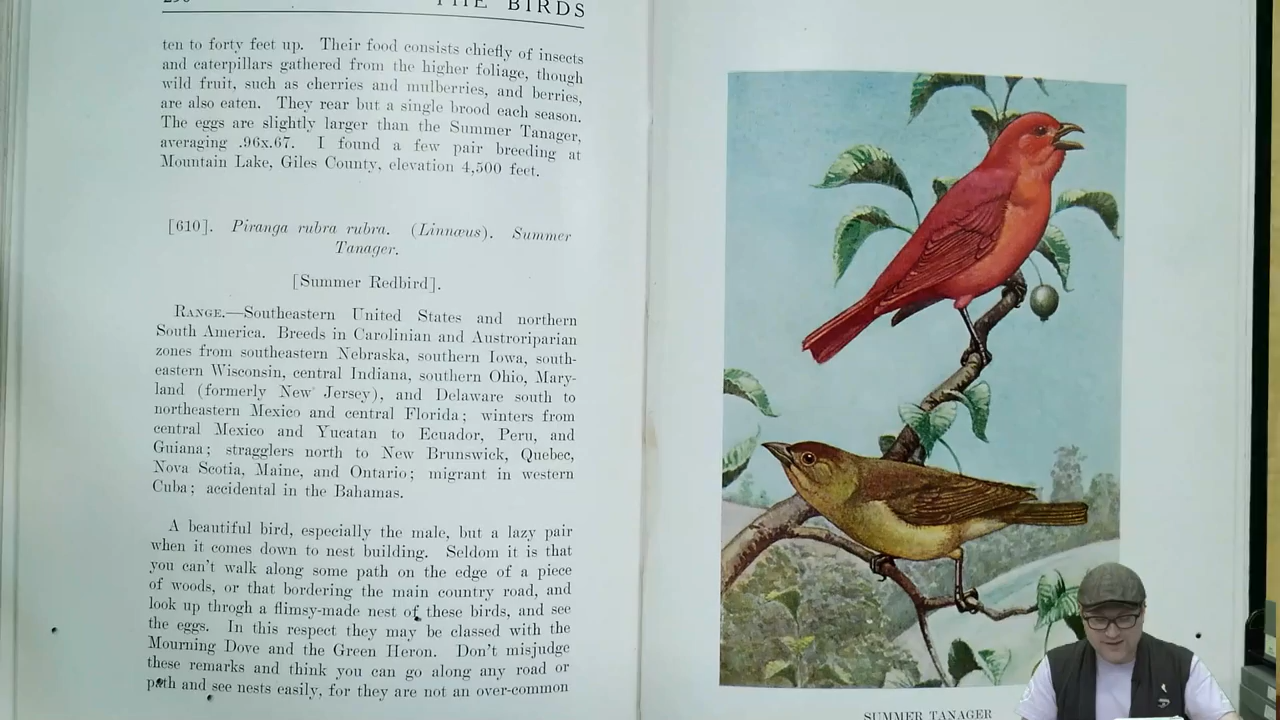 THE BIRDS
ten to forty feet up. Their food consists chiefly of insects
and caterpillars gathered from the higher foliage, though
wild fruit, such as cherries and mulberries, and berries,
are also eaten. They rear but a single brood each season.
The eggs are slightly larger than the Summer Tanager,
averaging .96x.67. I found a few pair breeding at
Mountain Lake, Giles County, elevation 4,500 feet.
[610]. Piranga rubra rubra. (Linnæus). Summer
Tanager.
[Summer Redbird].
RANGE.—Southeastern United States and northern
South America. Breeds in Carolinian and Austroriparian
zones from southeastern Nebraska, southern Iowa, south-
eastern Wisconsin, central Indiana, southern Ohio, Mary-
land (formerly New Jersey), and Delaware south to
northeastern Mexico and central Florida; winters from
central Mexico and Yucatan to Ecuador, Peru, and
Guiana; stragglers north to New Brunswick, Quebec,
Nova Scotia, Maine, and Ontario; migrant in western
Cuba; accidental in the Bahamas.
A beautiful bird, especially the male, but a lazy pair
when it comes down to nest building. Seldom it is that
you can't walk along some path on the edge of a piece
of woods, or that bordering the main country road, and
look up throgh a flimsy-made nest of these birds, and see
the eggs. In this respect they may be classed with the
Mourning Dove and the Green Heron. Don't misjudge
these remarks and think you can go along any road or
path and see nests easily, for they are not an over-common
SUMMER TANAGER